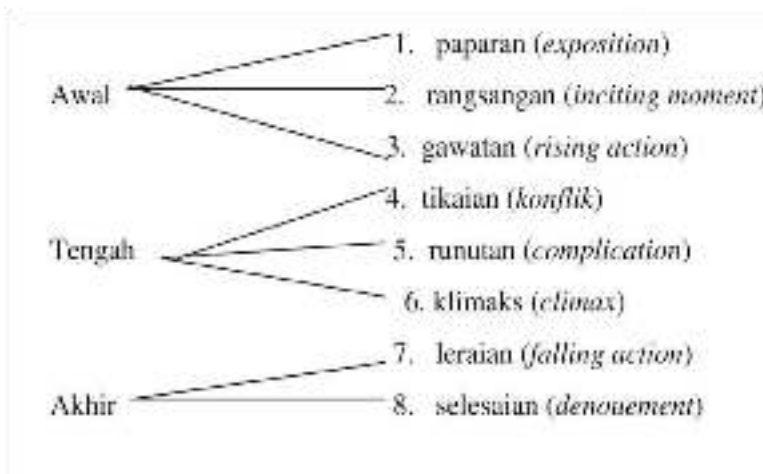 1. paparan (exposition)
Awal
2. rangsangan (inciting moment)
3. gawatan (rising action)
4. tikaian (konflik)
Tengah
5. runutan (complication)
6. klimaks (climax)
7. leraian (falling action)
Akhir
8. selesaian (denouement)